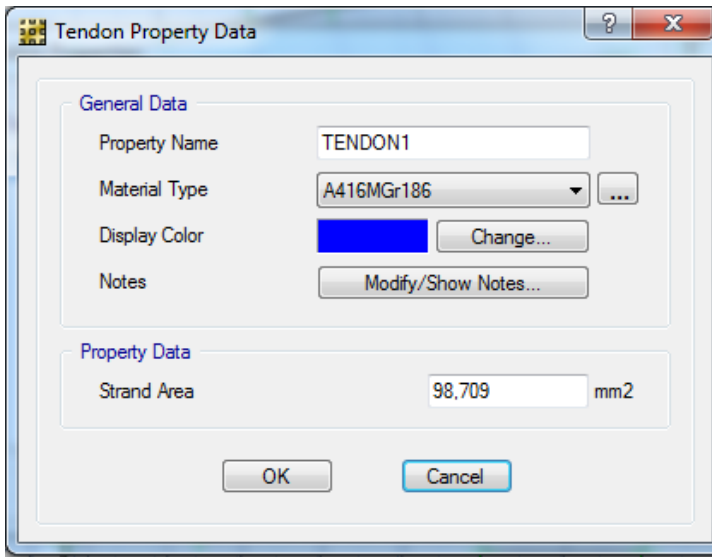 Tendon Property Data
?
X
General Data
Property Name TENDON1
Material Type A416MGr186 ...
Display Color Change...
Notes Modify/Show Notes...
Property Data
Strand Area 98,709 mm2
OK Cancel